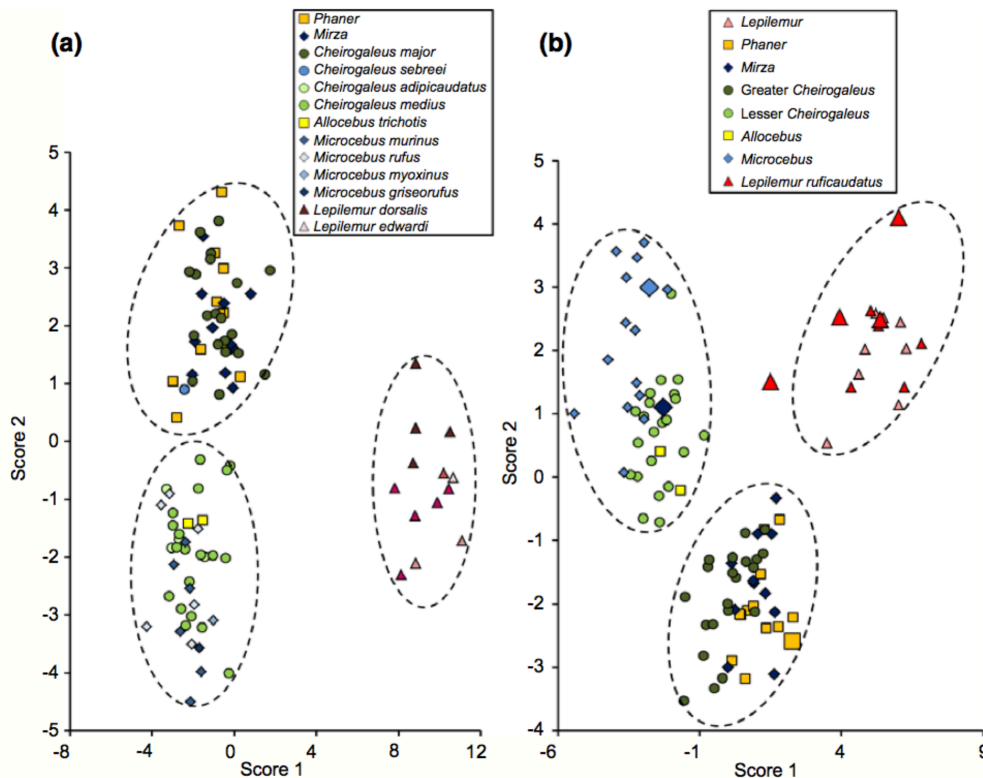 (a)
Phaner
Mirza
Cheirogaleus major
Cheirogaleus sebreei
Cheirogaleus adipicaudatus
Cheirogaleus medius
Allocebus trichotis
Microcebus murinus
Microcebus rufus
Microcebus myoxinus
Microcebus griseorufus
Lepilemur dorsalis
Lepilemur edwardi
5
4
3
2
1
0
-1
-2
-3
-4
-5
Score 2
-8
-4
0
4
8
12
Score 1
(b)
Lepilemur
Phaner
Mirza
Greater Cheirogaleus
Lesser Cheirogaleus
Allocebus
Microcebus
Lepilemur ruficaudatus
5
4
3
2
1
0
-1
-2
-3
-4
Score 2
-6
-1
4
9
Score 1